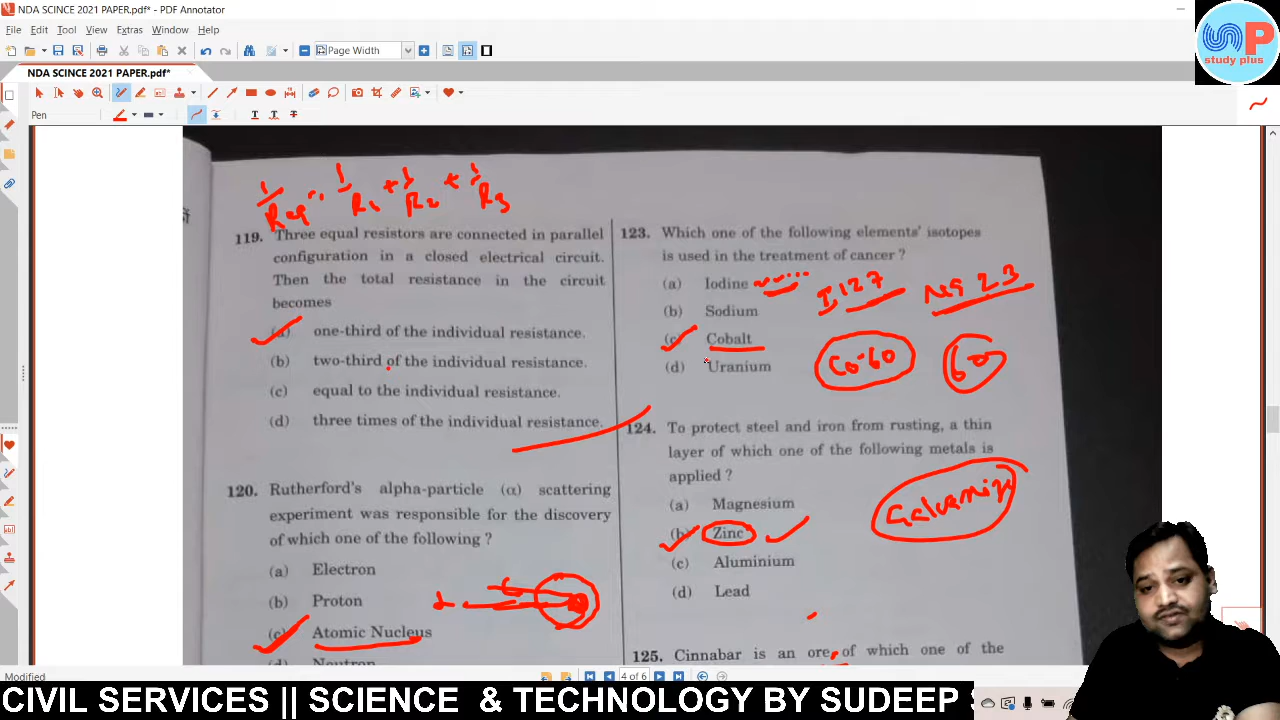 NDA SCINCE 2021 PAPER.pdf* - PDF Annotator
File Edit Tool View Extras Window Help
Page Width
NDA SCINCE 2021 PAPER.pdf*
Pen
SP
study plus
1/Req = 1/R1 + 1/R2 + 1/R3
119. Three equal resistors are connected in parallel
configuration in a closed electrical circuit.
Then the total resistance in the circuit
becomes
(a) one-third of the individual resistance.
(b) two-third of the individual resistance.
(c) equal to the individual resistance.
(d) three times of the individual resistance.
120. Rutherford's alpha-particle (α) scattering
experiment was responsible for the discovery
of which one of the following ?
(a) Electron
(b) Proton
(c) Atomic Nucleus
(d) Neutron
123. Which one of the following elements' isotopes
is used in the treatment of cancer ?
(a) Iodine
I 127 Na 23
(b) Sodium
(c) Cobalt
Co-60 60
(d) Uranium
124. To protect steel and iron from rusting, a thin
layer of which one of the following metals is
applied ?
(a) Magnesium
Galvanize
(b) Zinc
(c) Aluminium
(d) Lead
125. Cinnabar is an ore of which one of the
Modified
4 of 6
CIVIL SERVICES || SCIENCE & TECHNOLOGY BY SUDEEP S